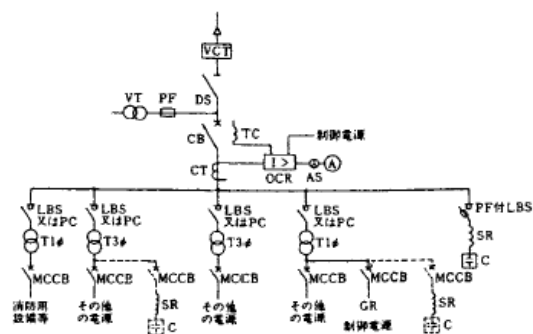 VCT
VT
PF
DS
TC
制御電源
CB
CT
I >
OCR
AS
A
LBS
又はPC
LBS
又はPC
LBS
又はPC
LBS
又はPC
PF付LBS
T1φ
T3φ
T3φ
T1φ
SR
C
MCCB
MCCB
MCCB
MCCB
MCCB
MCCB
MCCB
消防用
設備等
その他
の電源
SR
C
その他
の電源
その他
の電源
GR
制御電源
SR
C